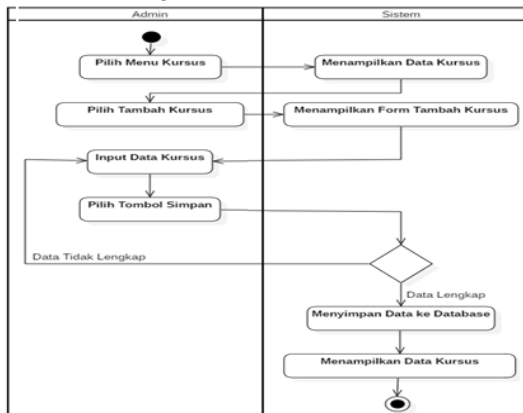 Admin
Sistem
Pilih Menu Kursus
Menampilkan Data Kursus
Pilih Tambah Kursus
Menampilkan Form Tambah Kursus
Input Data Kursus
Pilih Tombol Simpan
Data Tidak Lengkap
Data Lengkap
Menyimpan Data ke Database
Menampilkan Data Kursus